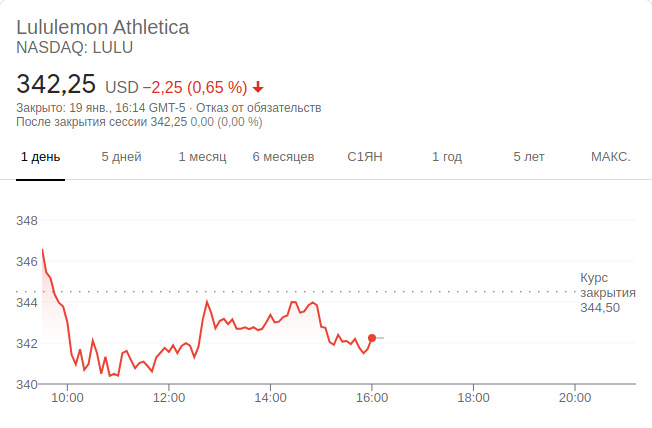 Lululemon Athletica
NASDAQ: LULU
342,25 USD −2,25 (0,65 %)
Закрыто: 19 янв., 16:14 GMT-5 · Отказ от обязательств
После закрытия сессии 342,25 0,00 (0,00 %)
1 день 5 дней 1 месяц 6 месяцев С1ЯН 1 год 5 лет МАКС.
348
346
Курс
закрытия
344,50
344
342
340
10:00 12:00 14:00 16:00 18:00 20:00